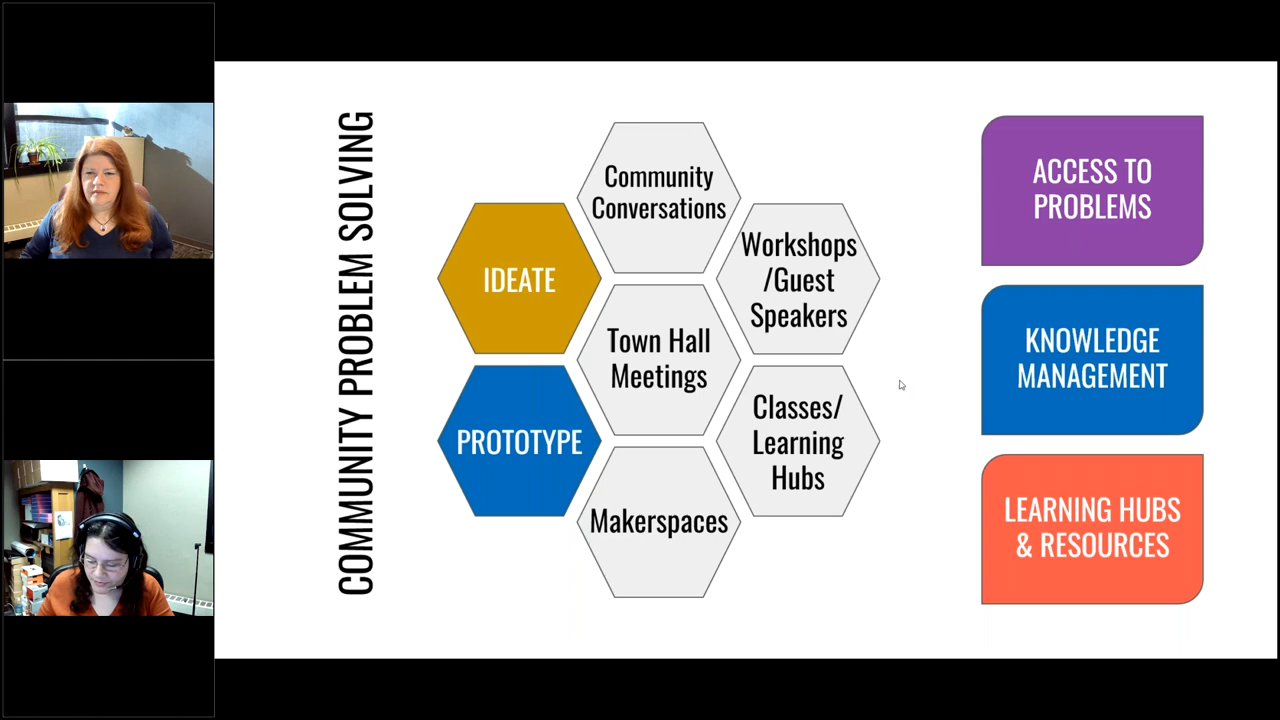 COMMUNITY PROBLEM SOLVING
IDEATE
PROTOTYPE
Community
Conversations
Town Hall
Meetings
Makerspaces
Workshops
/Guest
Speakers
Classes/
Learning
Hubs
ACCESS TO
PROBLEMS
KNOWLEDGE
MANAGEMENT
LEARNING HUBS
& RESOURCES